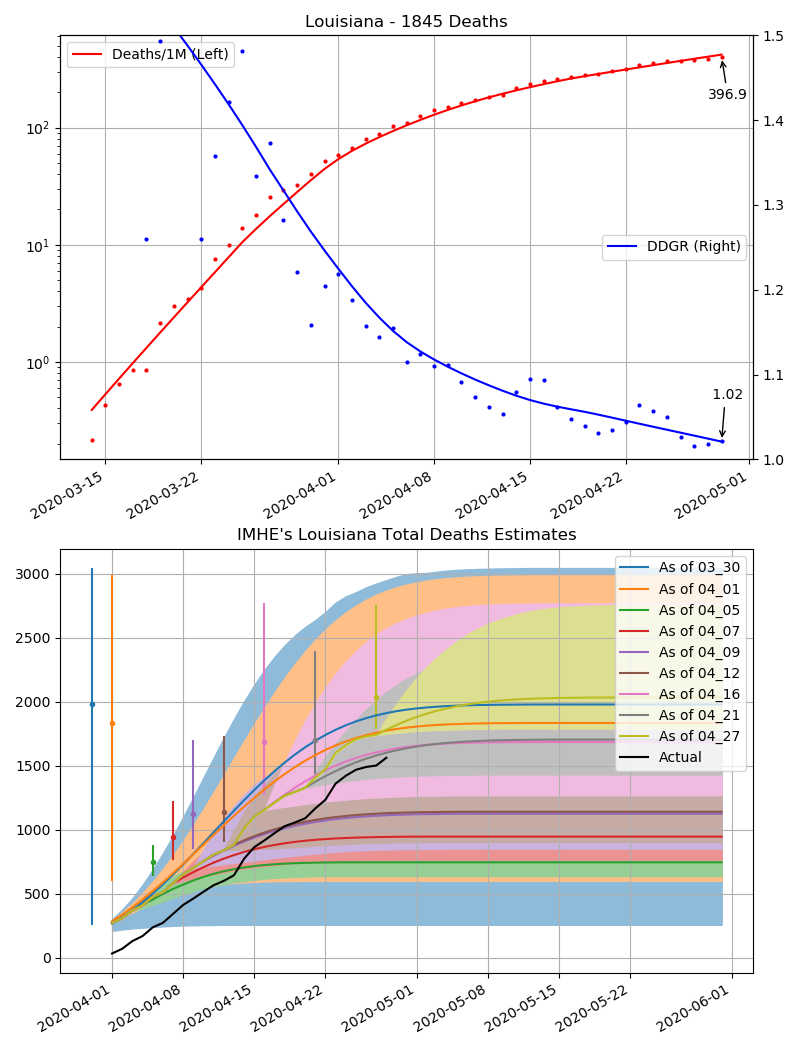 Louisiana - 1845 Deaths
Deaths/1M (Left)
DDGR (Right)
396.9
1.02
10²
10¹
10⁰
1.5
1.4
1.3
1.2
1.1
1.0
2020-03-15
2020-03-22
2020-04-01
2020-04-08
2020-04-15
2020-04-22
2020-05-01
IMHE's Louisiana Total Deaths Estimates
3000
2500
2000
1500
1000
500
0
As of 03_30
As of 04_01
As of 04_05
As of 04_07
As of 04_09
As of 04_12
As of 04_16
As of 04_21
As of 04_27
Actual
2020-04-01
2020-04-08
2020-04-15
2020-04-22
2020-05-01
2020-05-08
2020-05-15
2020-05-22
2020-06-01